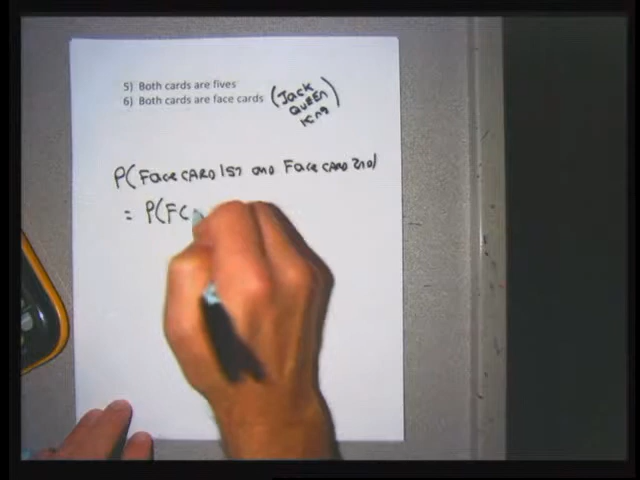 5) Both cards are fives
6) Both cards are face cards (Jack
Queen
King)
P(Face CARD 1st and Face CARD 2nd)
= P(FC